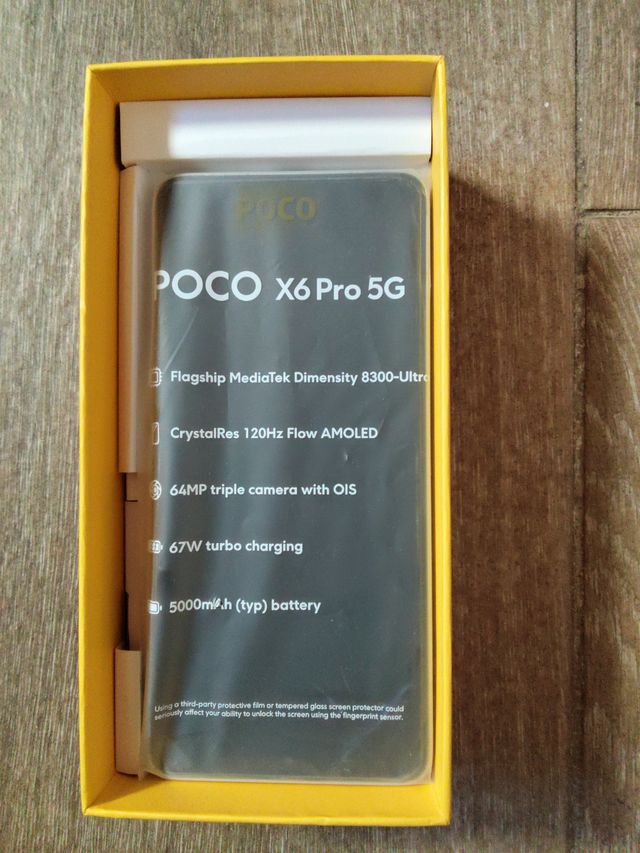 POCO
POCO X6 Pro 5G
Flagship MediaTek Dimensity 8300-Ultra
CrystalRes 120Hz Flow AMOLED
64MP triple camera with OIS
67W turbo charging
5000mAh (typ) battery
Using a third-party protective film or tempered glass screen protector could
seriously affect your ability to unlock the screen using the fingerprint sensor.